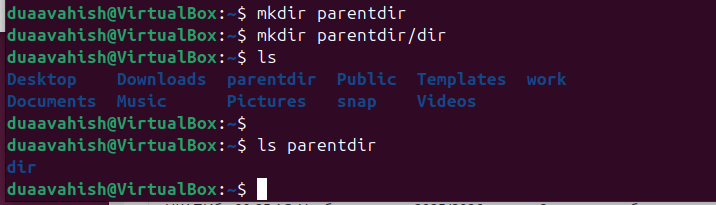 duaavahish@VirtualBox:~$ mkdir parentdir
duaavahish@VirtualBox:~$ mkdir parentdir/dir
duaavahish@VirtualBox:~$ ls
Desktop Downloads parentdir Public Templates work
Documents Music Pictures snap Videos
duaavahish@VirtualBox:~$
duaavahish@VirtualBox:~$ ls parentdir
dir
duaavahish@VirtualBox:~$